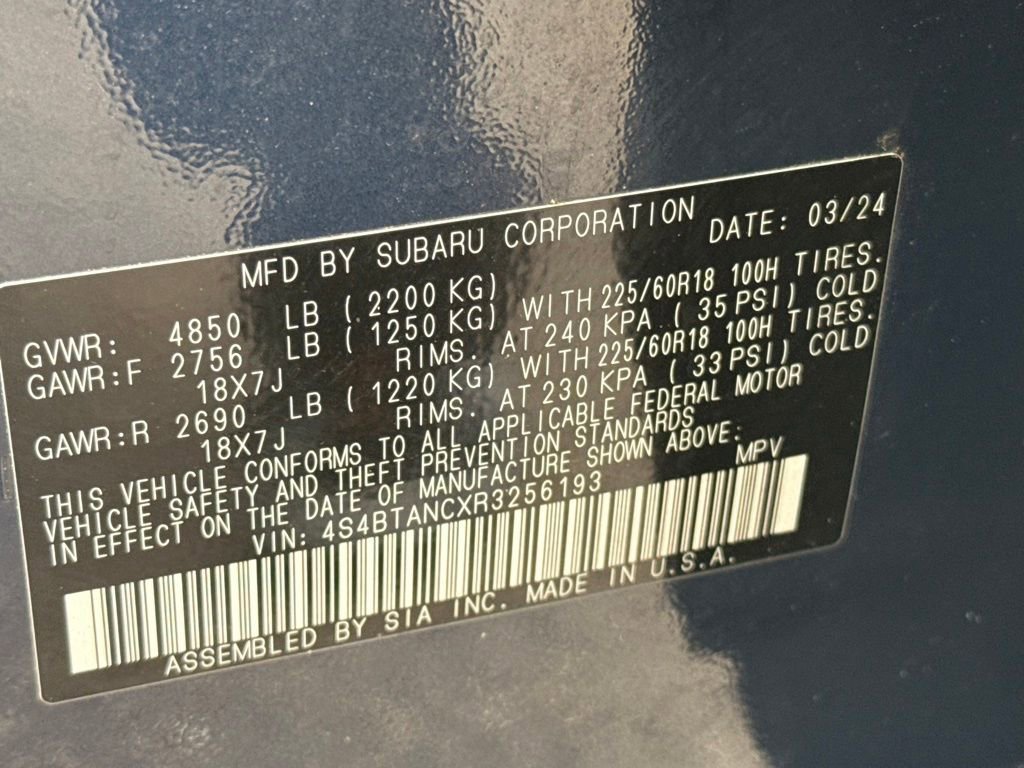 MFD BY SUBARU CORPORATION DATE: 03/24
GVWR: 4850 LB ( 2200 KG)
GAWR:F 2756 LB ( 1250 KG) WITH 225/60R18 100H TIRES.
18X7J RIMS. AT 240 KPA ( 35 PSI) COLD
GAWR:R 2690 LB ( 1220 KG) WITH 225/60R18 100H TIRES.
18X7J RIMS. AT 230 KPA ( 33 PSI) COLD
THIS VEHICLE CONFORMS TO ALL APPLICABLE FEDERAL MOTOR
VEHICLE SAFETY AND THEFT PREVENTION STANDARDS
IN EFFECT ON THE DATE OF MANUFACTURE SHOWN ABOVE:
VIN: 4S4BTANCXR3256193 MPV
ASSEMBLED BY SIA INC. MADE IN U.S.A.